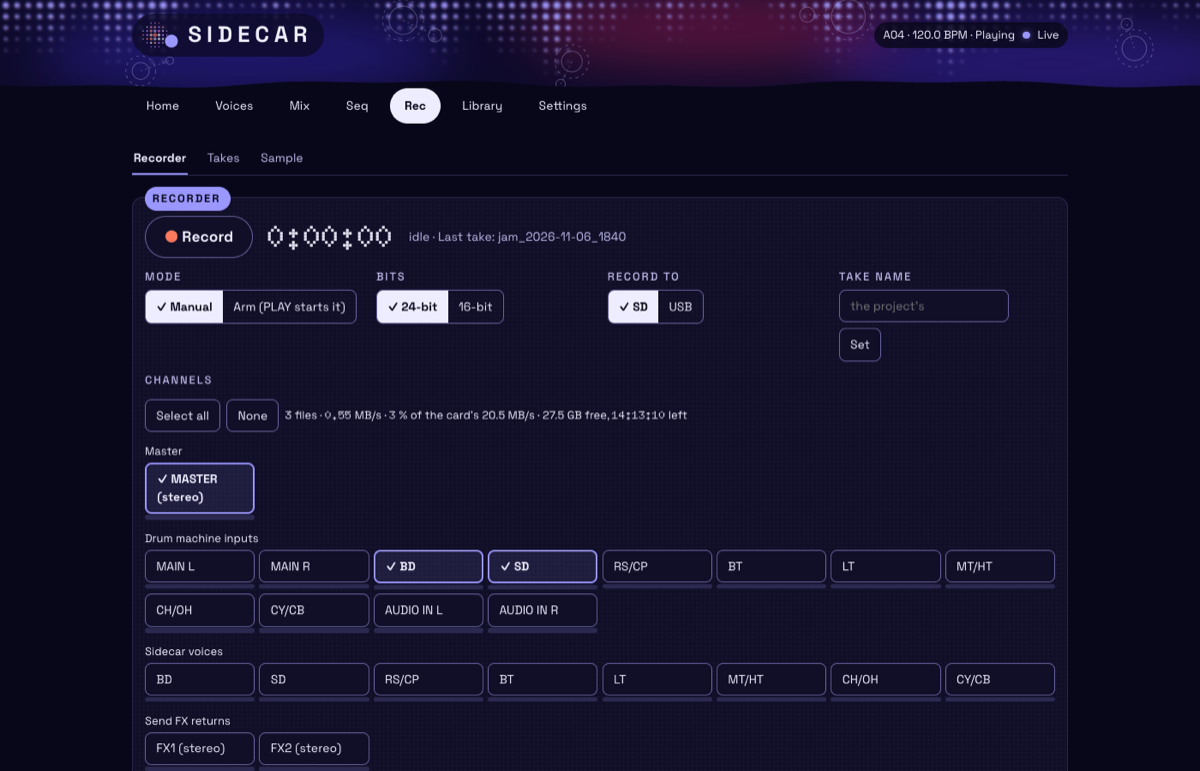 SIDECAR
A04 · 120.0 BPM · Playing Live
Home Voices Mix Seq Rec Library Settings
Recorder Takes Sample
RECORDER
Record 0:00:00 idle · Last take: jam_2026-11-06_1840
MODE BITS RECORD TO TAKE NAME
✓ Manual Arm (PLAY starts it) ✓ 24-bit 16-bit ✓ SD USB the project's
Set
CHANNELS
Select all None 3 files · 0.55 MB/s · 3 % of the card's 20.5 MB/s · 27.5 GB free, 14:13:10 left
Master
✓ MASTER
(stereo)
Drum machine inputs
MAIN L MAIN R ✓ BD ✓ SD RS/CP BT LT MT/HT
CH/OH CY/CB AUDIO IN L AUDIO IN R
Sidecar voices
BD SD RS/CP BT LT MT/HT CH/OH CY/CB
Send FX returns
FX1 (stereo) FX2 (stereo)